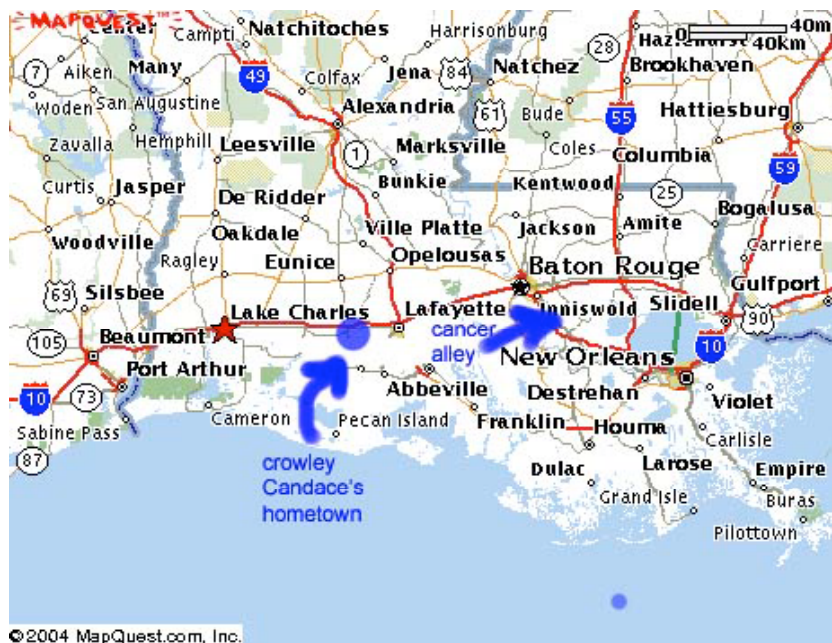 MAPQUEST™
0 40m
40km
Center
Campti
Natchitoches
Harrisonburg
28
Brookhaven
7
Aiken
Many
49
Colfax
Jena
84
Natchez
Woden
San Augustine
Alexandria
61
Bude
55
Hattiesburg
Zavalla
Hemphill
Leesville
1
Marksville
Coles
Columbia
59
Curtis
Jasper
De Ridder
Bunkie
Kentwood
25
Bogalusa
Woodville
Oakdale
Ville Platte
Jackson
Amite
Carriere
Ragley
Eunice
Opelousas
Baton Rouge
Gulfport
69
Silsbee
Lake Charles
Lafayette
Inniswold
Slidell
90
105
Beaumont
cancer
alley
10
73
Port Arthur
New Orleans
10
Abbeville
Destrehan
Violet
Sabine Pass
Cameron
Pecan Island
Franklin
Houma
Carlisle
87
crowley
Candace's
hometown
Dulac
Larose
Empire
Grand Isle
Buras
Pilottown
©2004 MapQuest.com, Inc.